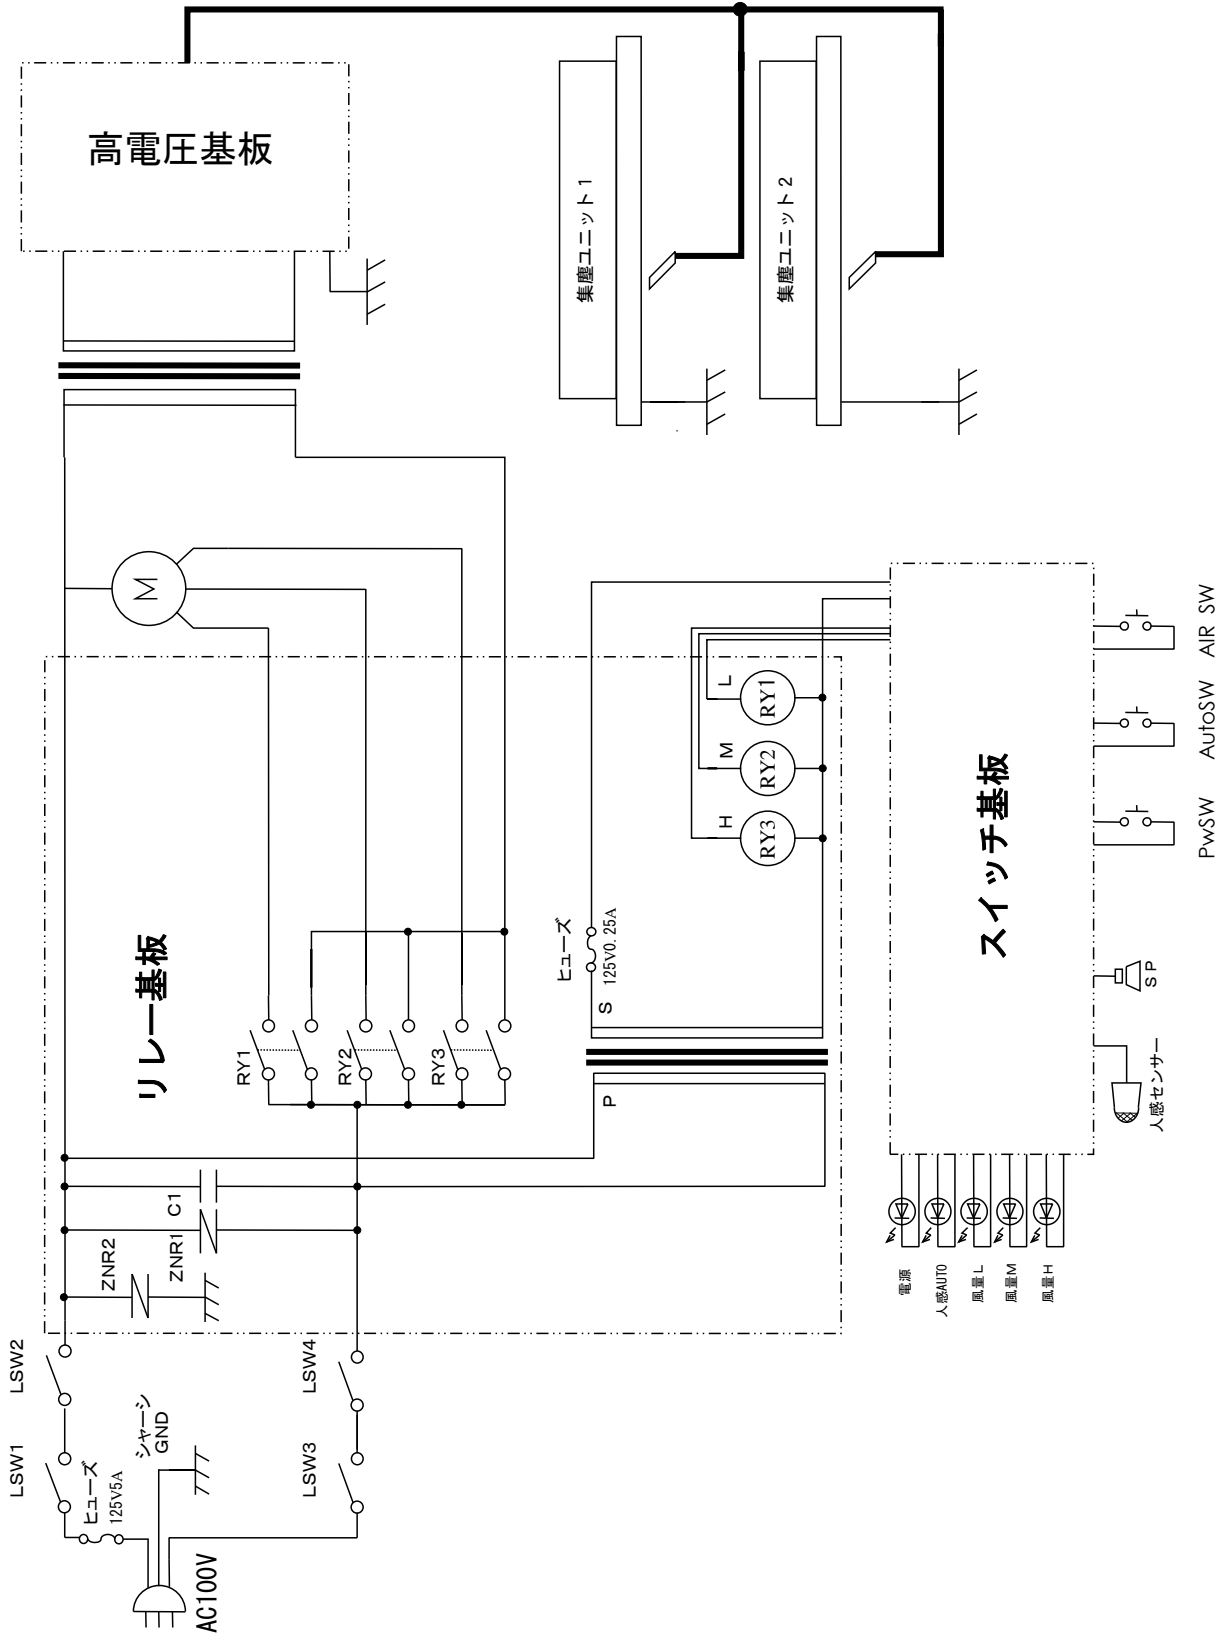 高電圧基板
集塵ユニット1
集塵ユニット2
M
リレー基板
RY1
RY2
RY3
L
RY1
M
RY2
H
RY3
ヒューズ
125V0.25A
S
P
C1
ZNR1
ZNR2
スイッチ基板
AIR SW
AutoSW
PwSW
SP
人感センサー
電源
人感AUTO
風量L
風量M
風量H
LSW2
LSW1
LSW4
LSW3
シャージ
GND
ヒューズ
125V5A
AC100V